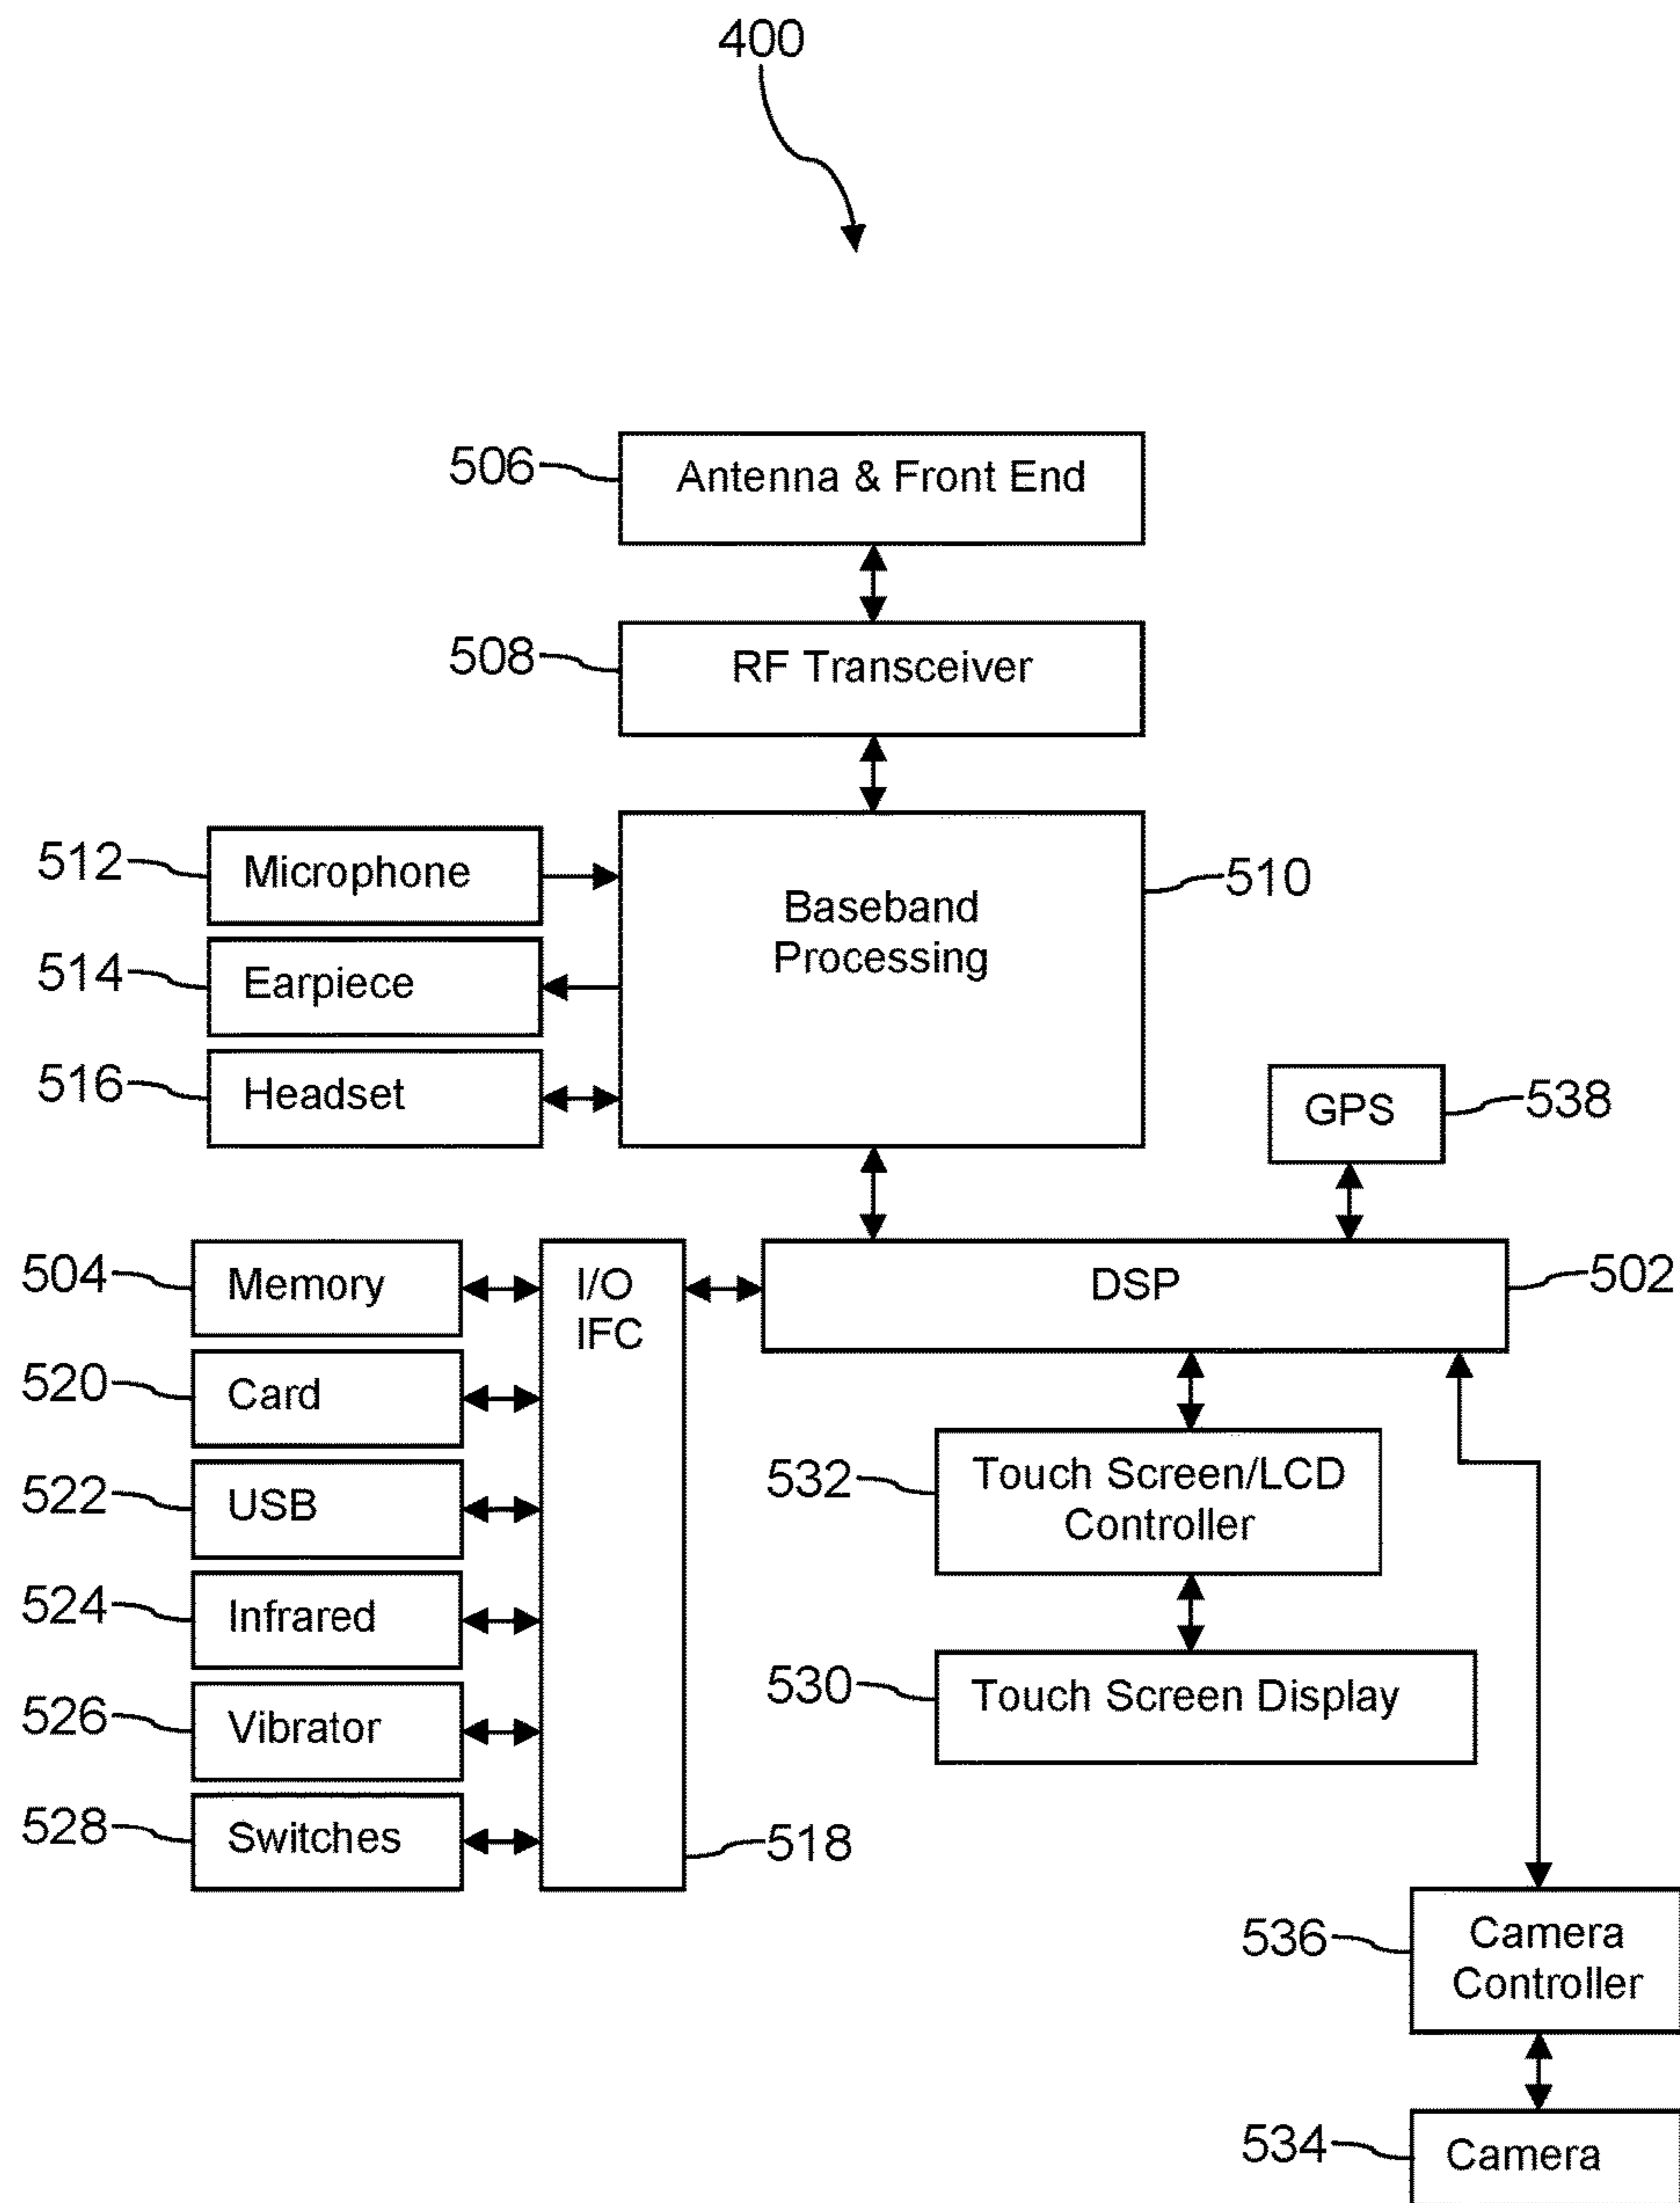 400
506
Antenna & Front End
508
RF Transceiver
512
Microphone
510
Baseband
Processing
514
Earpiece
516
Headset
GPS
538
504
Memory
I/O
IFC
DSP
502
520
Card
522
USB
532
Touch Screen/LCD
Controller
524
Infrared
530
Touch Screen Display
526
Vibrator
528
Switches
518
536
Camera
Controller
534
Camera